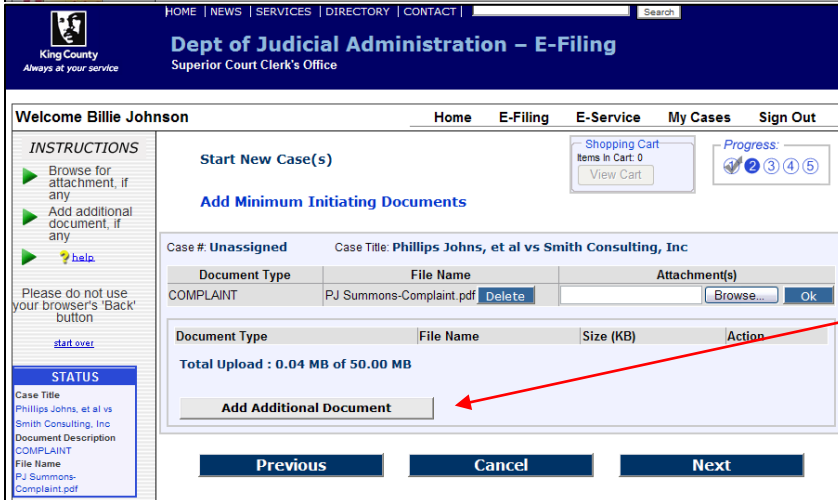 HOME | NEWS | SERVICES | DIRECTORY | CONTACT | Search
King County
Always at your service
Dept of Judicial Administration – E-Filing
Superior Court Clerk's Office
Welcome Billie Johnson
Home E-Filing E-Service My Cases Sign Out
INSTRUCTIONS
Browse for
attachment, if
any
Add additional
document, if
any
? help
Please do not use
your browser's 'Back'
button
start over
STATUS
Case Title
Phillips Johns, et al vs
Smith Consulting, Inc
Document Description
COMPLAINT
File Name
PJ Summons-
Complaint.pdf
Start New Case(s)
Shopping Cart
Items In Cart: 0
View Cart
Progress:
1 2 3 4 5
Add Minimum Initiating Documents
Case #: Unassigned Case Title: Phillips Johns, et al vs Smith Consulting, Inc
Document Type File Name Attachment(s)
COMPLAINT PJ Summons-Complaint.pdf Delete Browse... Ok
Document Type File Name Size (KB) Action
Total Upload : 0.04 MB of 50.00 MB
Add Additional Document
Previous Cancel Next